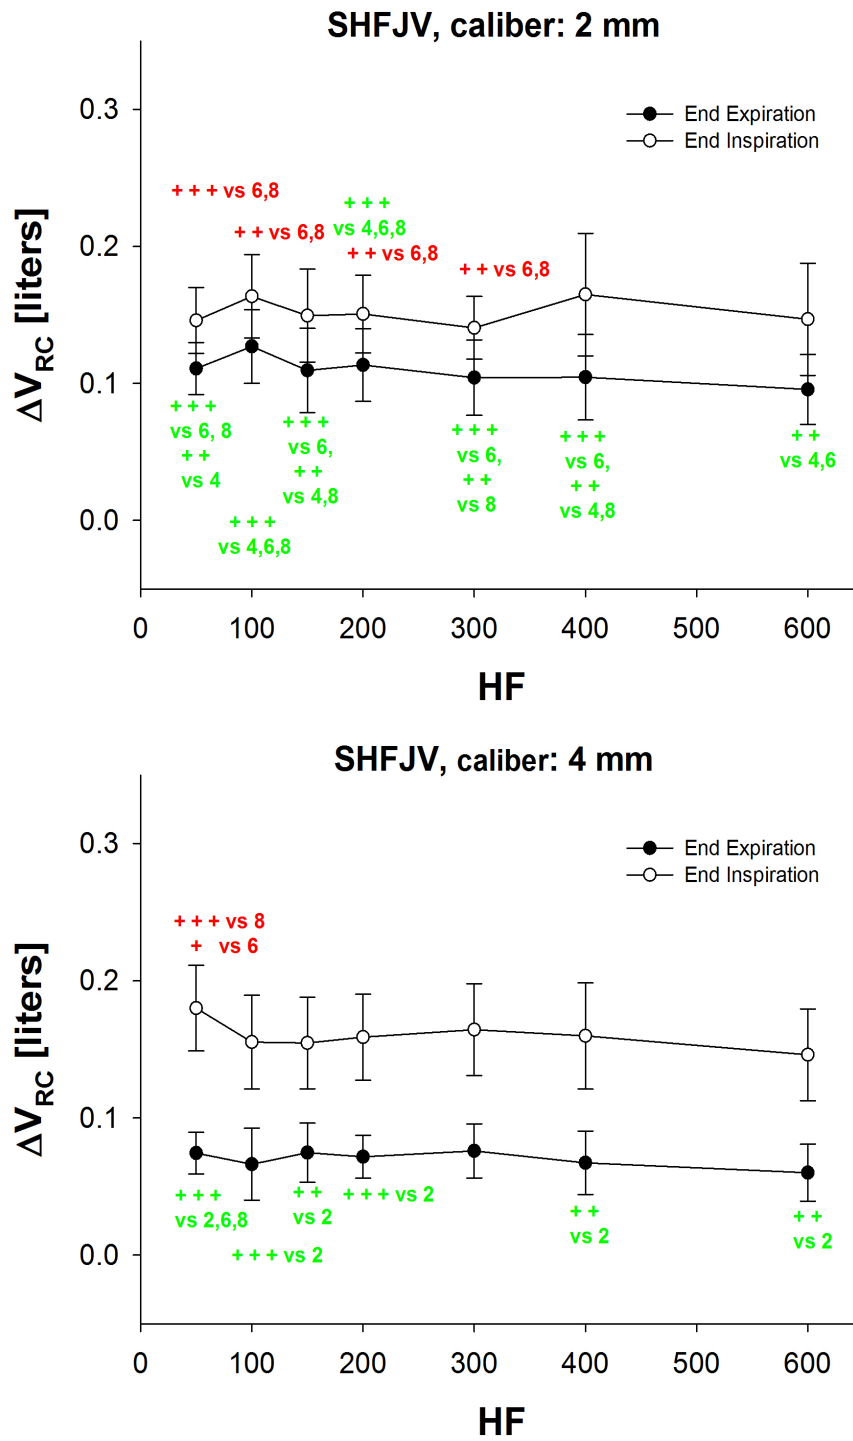 SHFJV, caliber: 2 mm
0.3
End Expiration
End Inspiration
+ + + vs 6,8
+ + +
vs 4,6,8
+ + vs 6,8
+ + vs 6,8
+ + vs 6,8
0.2
ΔVRC [liters]
0.1
+ + +
vs 6, 8
+ +
vs 4
+ + +
vs 4,6,8
+ + +
vs 6,
+ +
vs 4,8
+ + +
vs 6,
+ +
vs 8
+ + +
vs 6,
+ +
vs 4,8
+ +
vs 4,6
0.0
0 100 200 300 400 500 600
HF
SHFJV, caliber: 4 mm
0.3
End Expiration
End Inspiration
+ + + vs 8
+ vs 6
0.2
ΔVRC [liters]
0.1
+ + +
vs 2,6,8
+ + + vs 2
+ +
vs 2
+ + + vs 2
+ +
vs 2
+ +
vs 2
0.0
0 100 200 300 400 500 600
HF